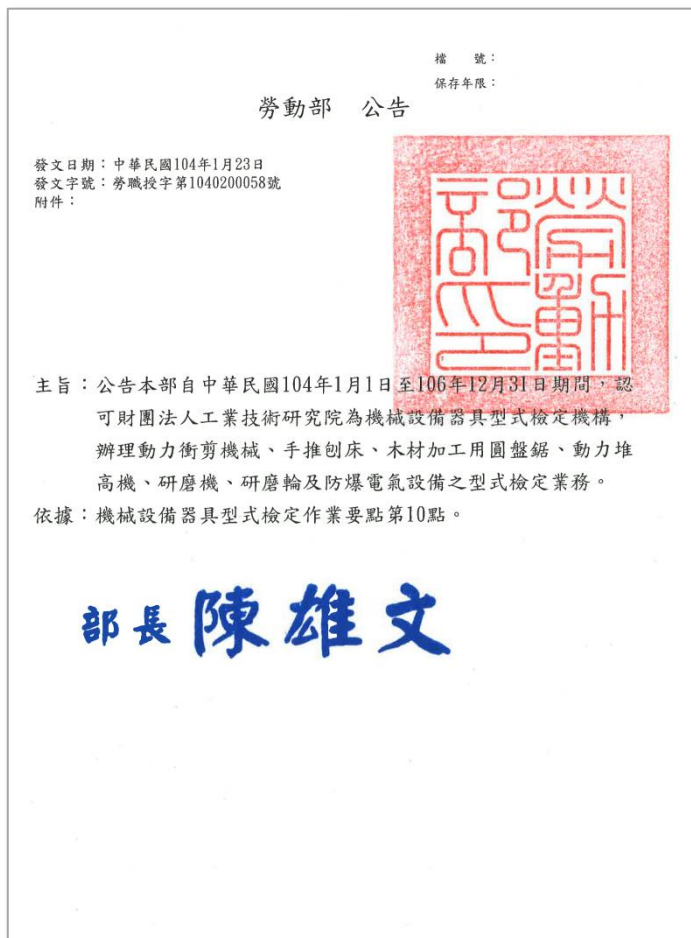 檔　號：
保存年限：
勞動部　公告
發文日期：中華民國104年1月23日
發文字號：勞職授字第1040200058號
附件：
勞動部印
主旨：公告本部自中華民國104年1月1日至106年12月31日期間，認
可財團法人工業技術研究院為機械設備器具型式檢定機構，
辦理動力衝剪機械、手推刨床、木材加工用圓盤鋸、動力堆
高機、研磨機、研磨輪及防爆電氣設備之型式檢定業務。
依據：機械設備器具型式檢定作業要點第10點。
部長 陳雄文